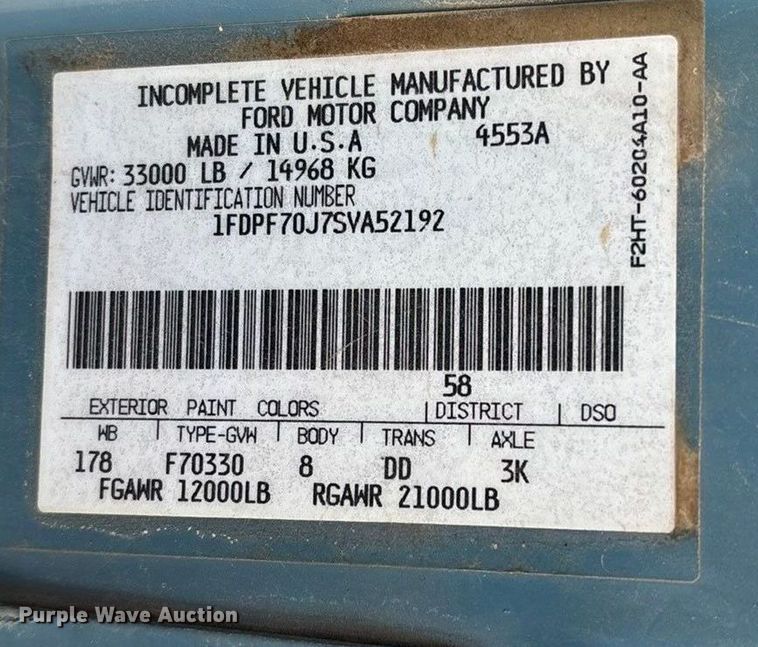 INCOMPLETE VEHICLE MANUFACTURED BY
FORD MOTOR COMPANY
MADE IN U.S.A 4553A
GVWR: 33000 LB / 14968 KG
VEHICLE IDENTIFICATION NUMBER
1FDPF70J7SVA52192
F2HT-60204A10-AA
58
EXTERIOR PAINT COLORS | DISTRICT | DSO
WB | TYPE-GVW | BODY | TRANS | AXLE
178 F70330 8 DD 3K
FGAWR 12000LB RGAWR 21000LB
Purple Wave Auction